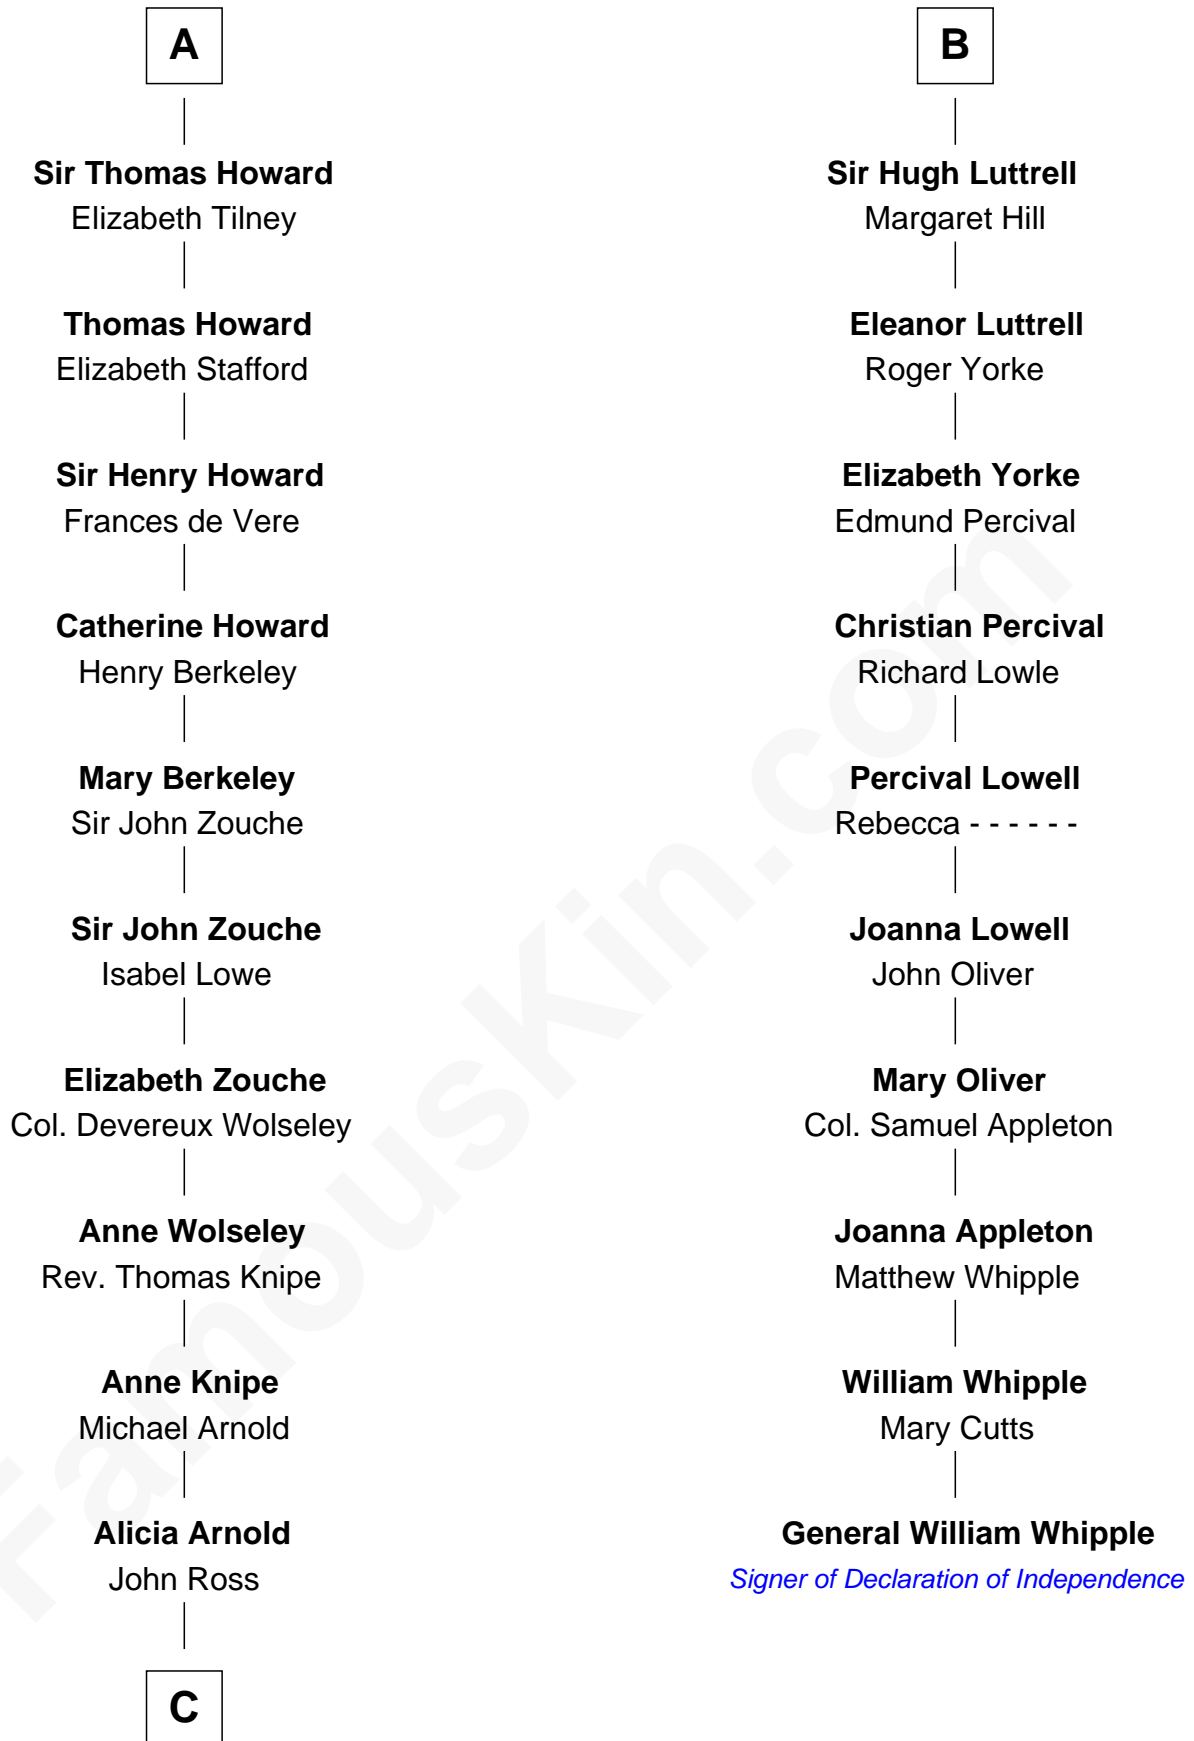 A
Sir Thomas Howard
Elizabeth Tilney
Thomas Howard
Elizabeth Stafford
Sir Henry Howard
Frances de Vere
Catherine Howard
Henry Berkeley
Mary Berkeley
Sir John Zouche
Sir John Zouche
Isabel Lowe
Elizabeth Zouche
Col. Devereux Wolseley
Anne Wolseley
Rev. Thomas Knipe
Anne Knipe
Michael Arnold
Alicia Arnold
John Ross
C
B
Sir Hugh Luttrell
Margaret Hill
Eleanor Luttrell
Roger Yorke
Elizabeth Yorke
Edmund Percival
Christian Percival
Richard Lowle
Percival Lowell
Rebecca - - - - - -
Joanna Lowell
John Oliver
Mary Oliver
Col. Samuel Appleton
Joanna Appleton
Matthew Whipple
William Whipple
Mary Cutts
General William Whipple
Signer of Declaration of Independence
FamousKin.com